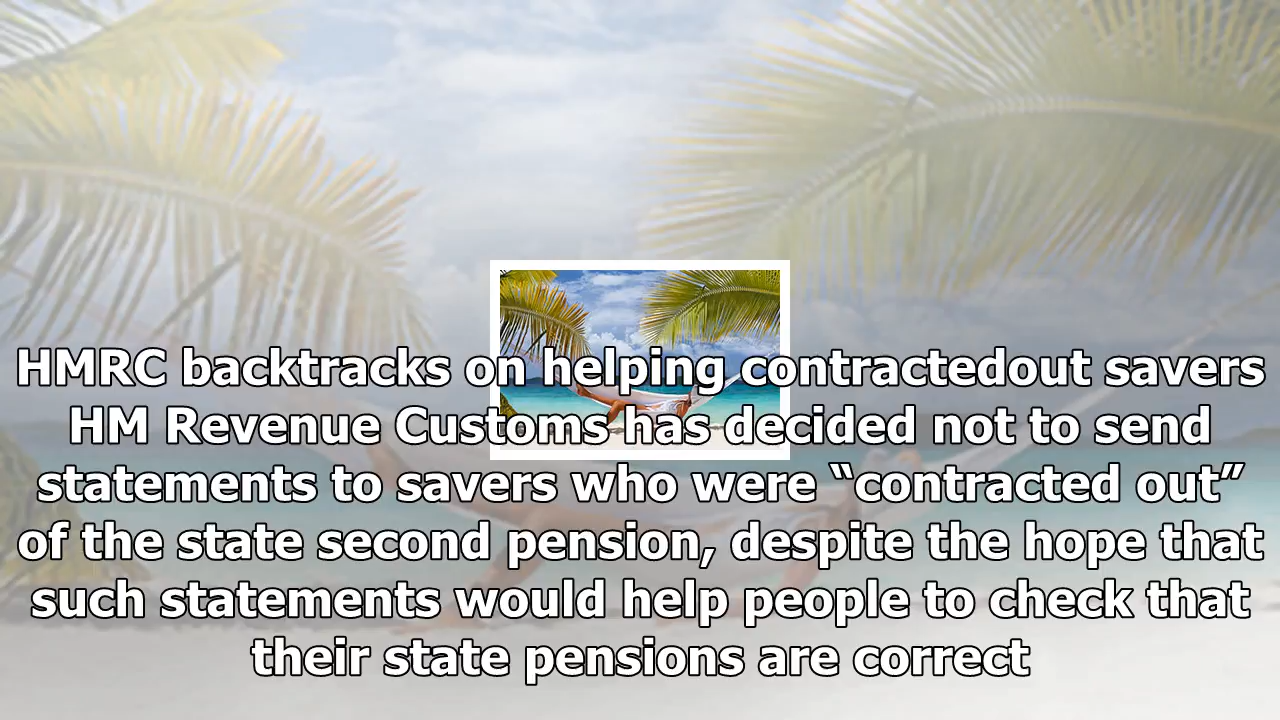 HMRC backtracks on helping contractedout savers
HM Revenue Customs has decided not to send
statements to savers who were “contracted out”
of the state second pension, despite the hope that
such statements would help people to check that
their state pensions are correct